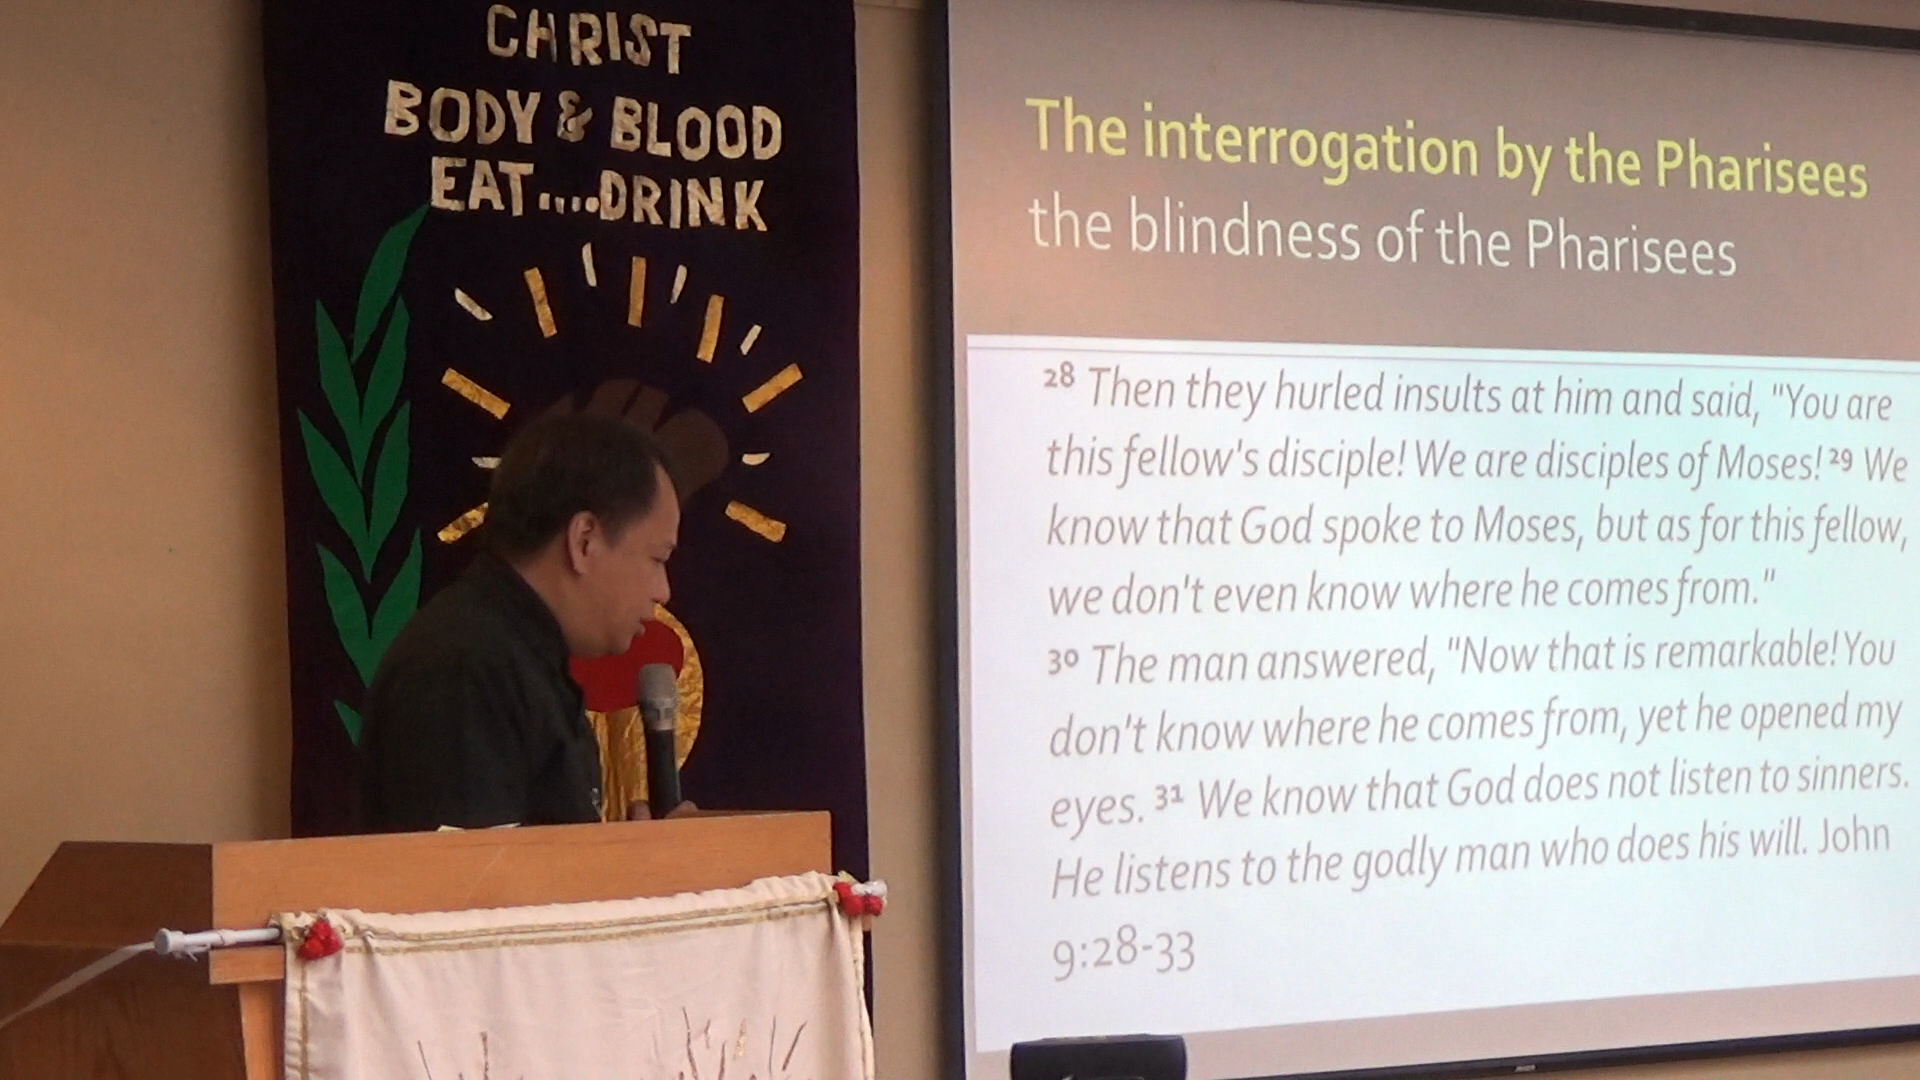 CHRIST
BODY & BLOOD
EAT....DRINK
The interrogation by the Pharisees
the blindness of the Pharisees
28 Then they hurled insults at him and said, "You are
this fellow's disciple! We are disciples of Moses! 29 We
know that God spoke to Moses, but as for this fellow,
we don't even know where he comes from."
30 The man answered, "Now that is remarkable! You
don't know where he comes from, yet he opened my
eyes. 31 We know that God does not listen to sinners.
He listens to the godly man who does his will. John
9:28-33